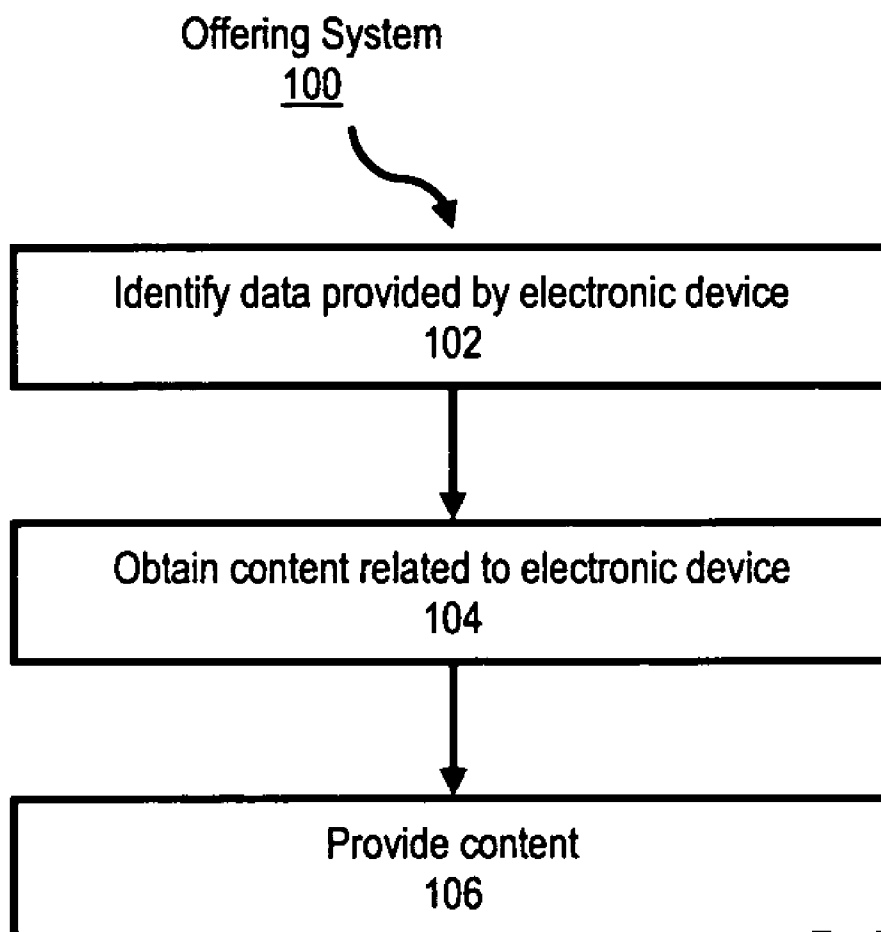 Offering System
100
Identify data provided by electronic device
102
Obtain content related to electronic device
104
Provide content
106